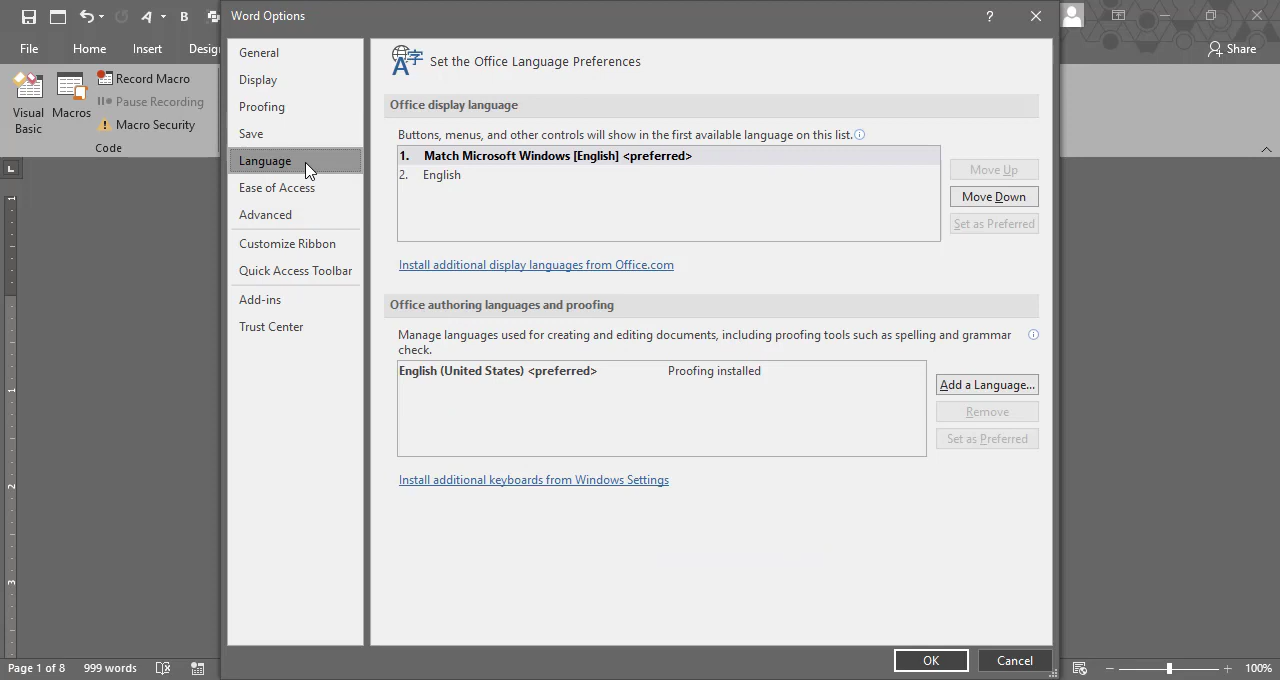 Word Options
File
Home
Insert
Desig
Share
Visual Basic
Macros
Record Macro
Pause Recording
Macro Security
Code
General
Display
Proofing
Save
Language
Ease of Access
Advanced
Customize Ribbon
Quick Access Toolbar
Add-ins
Trust Center
Set the Office Language Preferences
Office display language
Buttons, menus, and other controls will show in the first available language on this list.
1. Match Microsoft Windows [English] <preferred>
2. English
Move Up
Move Down
Set as Preferred
Install additional display languages from Office.com
Office authoring languages and proofing
Manage languages used for creating and editing documents, including proofing tools such as spelling and grammar
check.
English (United States) <preferred> Proofing installed
Add a Language...
Remove
Set as Preferred
Install additional keyboards from Windows Settings
OK
Cancel
1
1
2
3
Page 1 of 8 999 words
100%